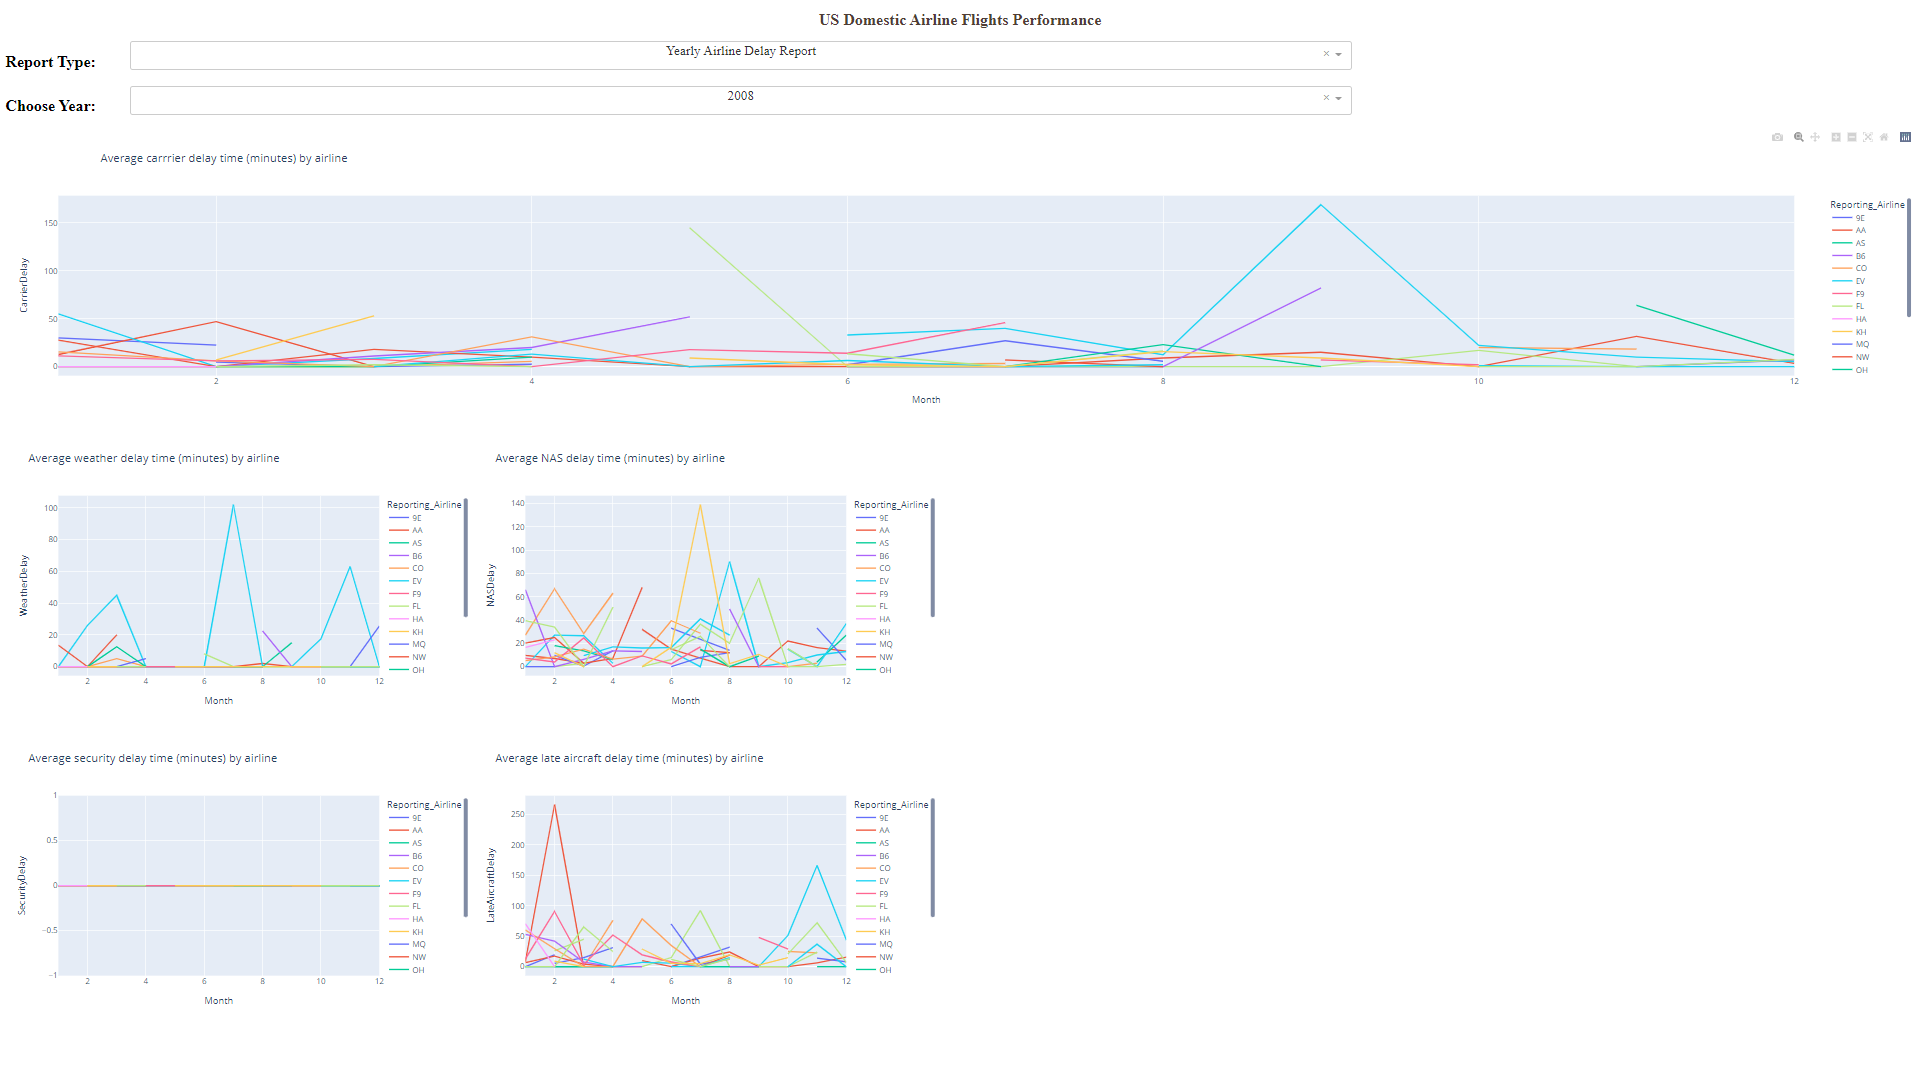 US Domestic Airline Flights Performance
Report Type:
Yearly Airline Delay Report
× 
Choose Year:
2008
× 
Average carrrier delay time (minutes) by airline
CarrierDelay
150
100
50
0
2 4 6 8 10 12
Month
Reporting_Airline
9E
AA
AS
B6
CO
EV
F9
FL
HA
KH
MQ
NW
OH
Average weather delay time (minutes) by airline
WeatherDelay
100
80
60
40
20
0
2 4 6 8 10 12
Month
Reporting_Airline
9E
AA
AS
B6
CO
EV
F9
FL
HA
KH
MQ
NW
OH
Average NAS delay time (minutes) by airline
NASDelay
140
120
100
80
60
40
20
0
2 4 6 8 10 12
Month
Reporting_Airline
9E
AA
AS
B6
CO
EV
F9
FL
HA
KH
MQ
NW
OH
Average security delay time (minutes) by airline
SecurityDelay
1
0.5
0
−0.5
−1
2 4 6 8 10 12
Month
Reporting_Airline
9E
AA
AS
B6
CO
EV
F9
FL
HA
KH
MQ
NW
OH
Average late aircraft delay time (minutes) by airline
LateAircraftDelay
250
200
150
100
50
0
2 4 6 8 10 12
Month
Reporting_Airline
9E
AA
AS
B6
CO
EV
F9
FL
HA
KH
MQ
NW
OH